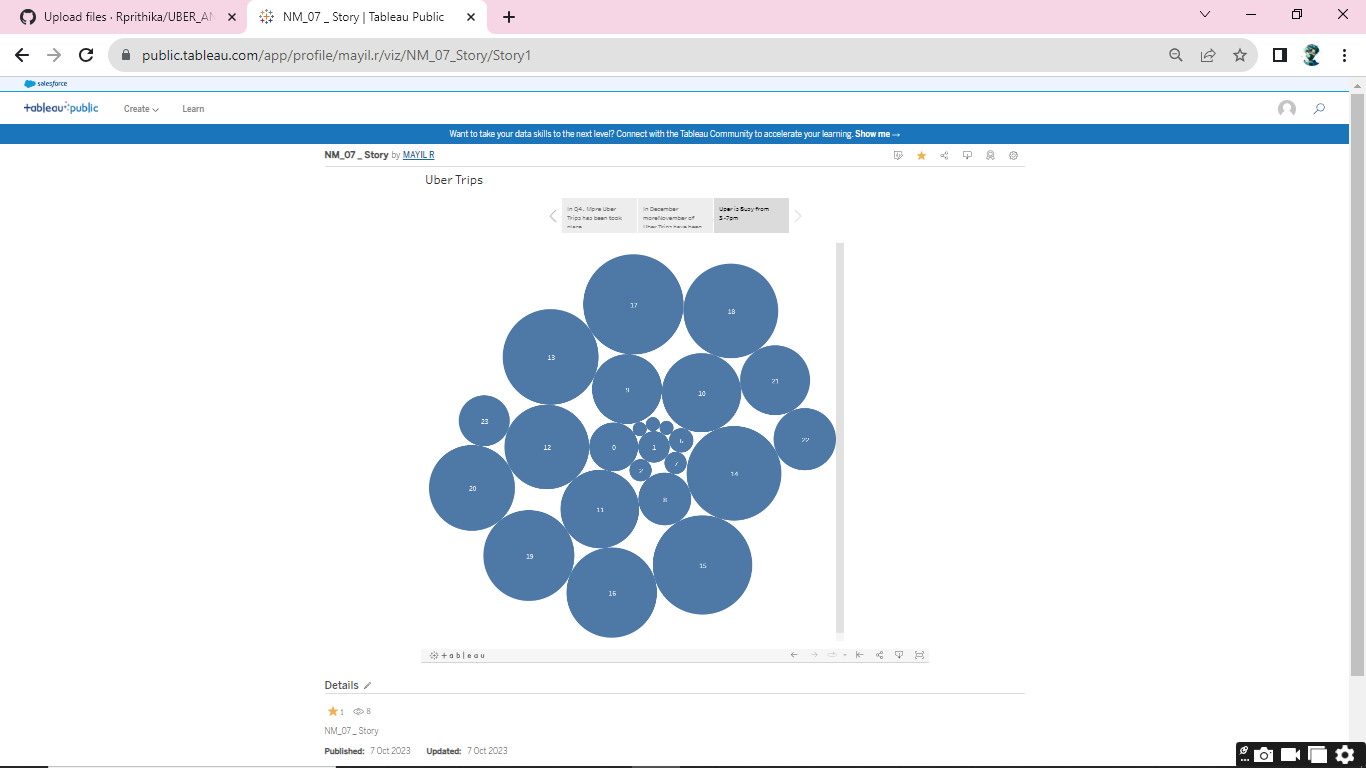 Upload files · Rprithika/UBER_AN
NM_07 _ Story | Tableau Public
public.tableau.com/app/profile/mayil.r/viz/NM_07_Story/Story1
salesforce
+ableau public
Create
Learn
Want to take your data skills to the next level? Connect with the Tableau Community to accelerate your learning. Show me →
NM_07 _ Story by MAYIL R
Uber Trips
In Q4 , More Uber
Trips has been took
place
In December
moreNovember of
Uber Trips have been
Uper is Busy from
5 -7pm
17
18
13
21
9
10
23
22
6
12
0
1
7
2
14
20
8
11
19
15
16
+ a b l e a u
Details
1
8
NM_07 _ Story
Published: 7 Oct 2023 Updated: 7 Oct 2023